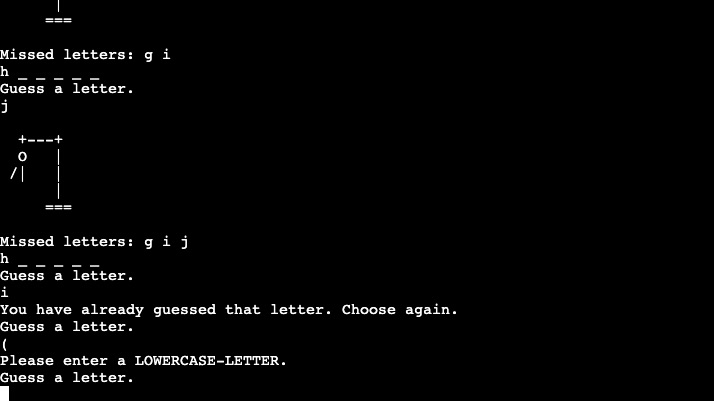 |
     ===

Missed letters: g i
h _ _ _ _ _
Guess a letter.
j

  +---+
  o   |
 /|   |
      |
     ===

Missed letters: g i j
h _ _ _ _ _
Guess a letter.
i
You have already guessed that letter. Choose again.
Guess a letter.
(
Please enter a LOWERCASE-LETTER.
Guess a letter.